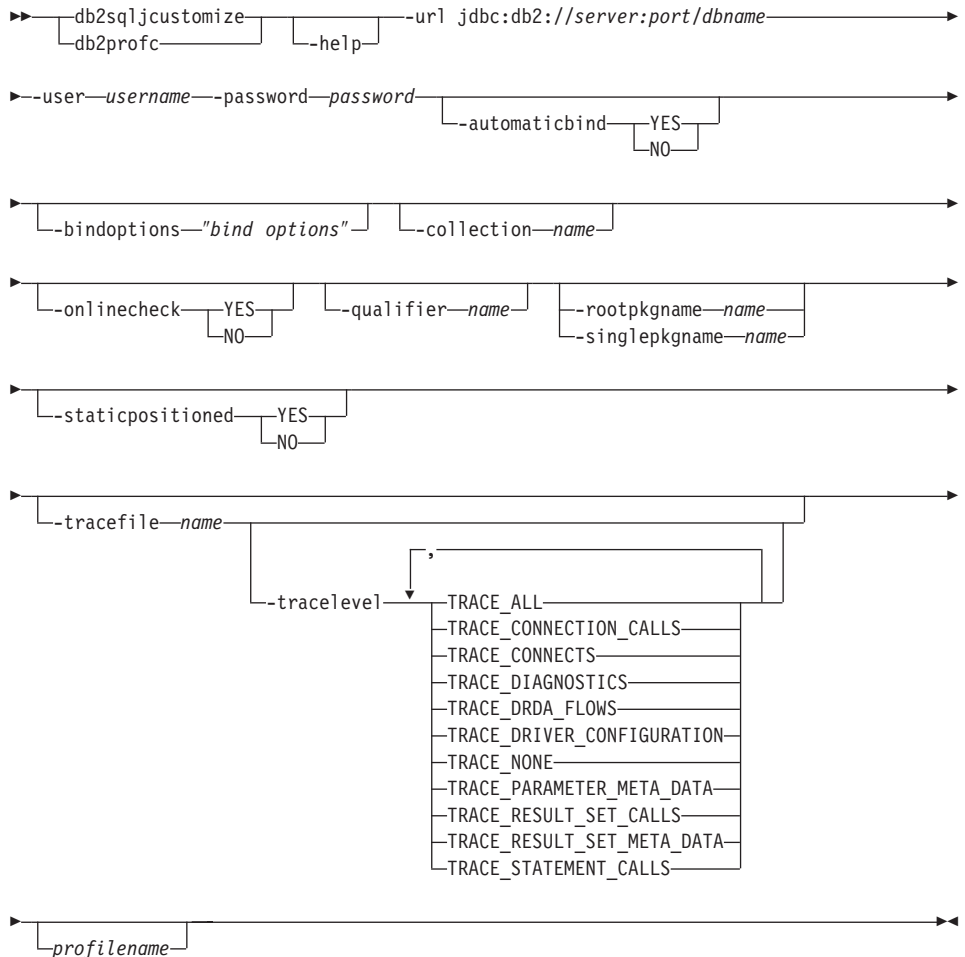 db2sqljcustomize -url jdbc:db2://server:port/dbname
db2profc -help
-user username -password password
-automaticbind YES
NO
-bindoptions "bind options" -collection name
-onlinecheck YES -qualifier name -rootpkgname name
NO -singlepkgname name
-staticpositioned YES
NO
-tracefile name
,
-tracelevel TRACE_ALL
TRACE_CONNECTION_CALLS
TRACE_CONNECTS
TRACE_DIAGNOSTICS
TRACE_DRDA_FLOWS
TRACE_DRIVER_CONFIGURATION
TRACE_NONE
TRACE_PARAMETER_META_DATA
TRACE_RESULT_SET_CALLS
TRACE_RESULT_SET_META_DATA
TRACE_STATEMENT_CALLS
profilename